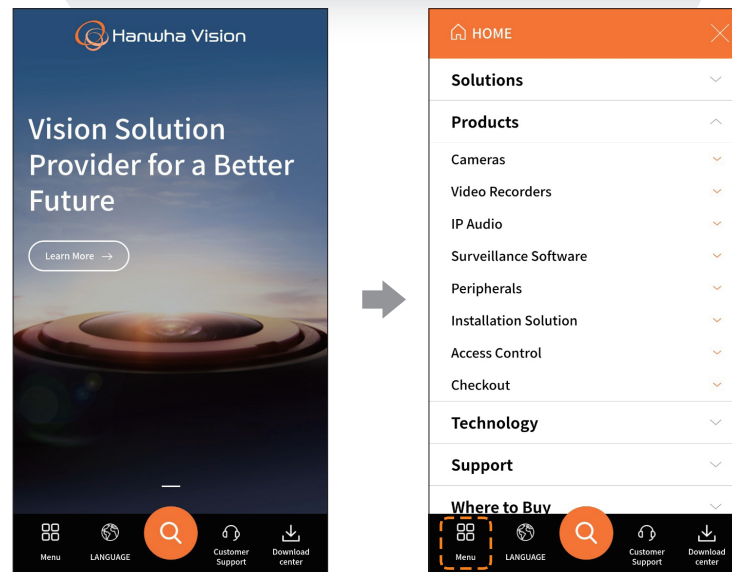 Hanwha Vision
Vision Solution
Provider for a Better
Future
Learn More →
Menu
LANGUAGE
Customer
Support
Download
center
HOME
Solutions
Products
Cameras
Video Recorders
IP Audio
Surveillance Software
Peripherals
Installation Solution
Access Control
Checkout
Technology
Support
Where to Buy
Menu
LANGUAGE
Customer
Support
Download
center